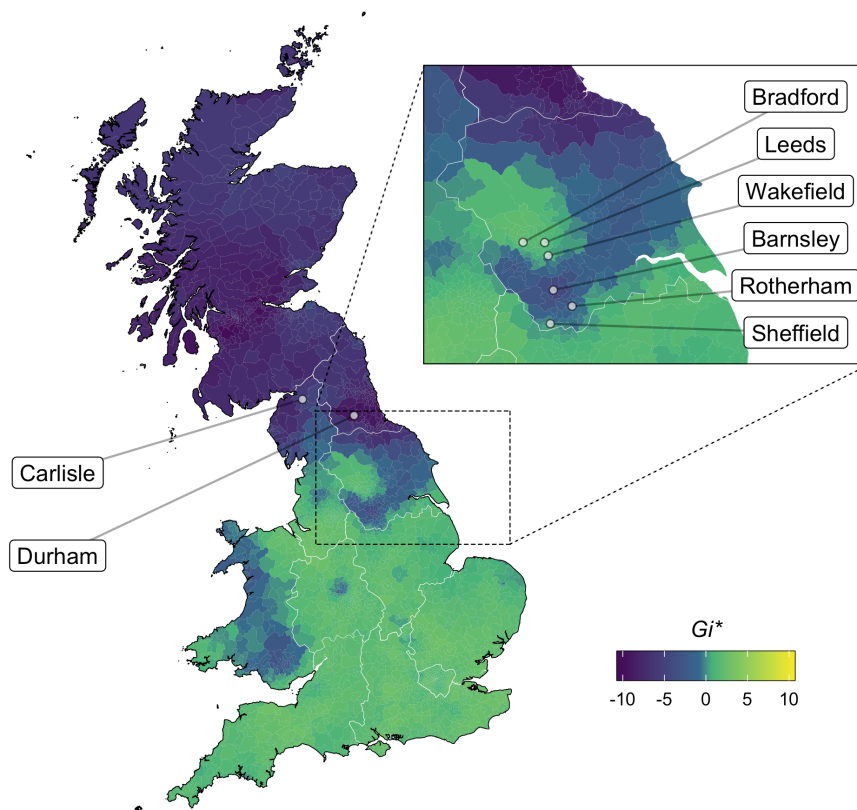 Bradford
Leeds
Wakefield
Barnsley
Rotherham
Sheffield
Carlisle
Durham
Gi*
-10 -5 0 5 10